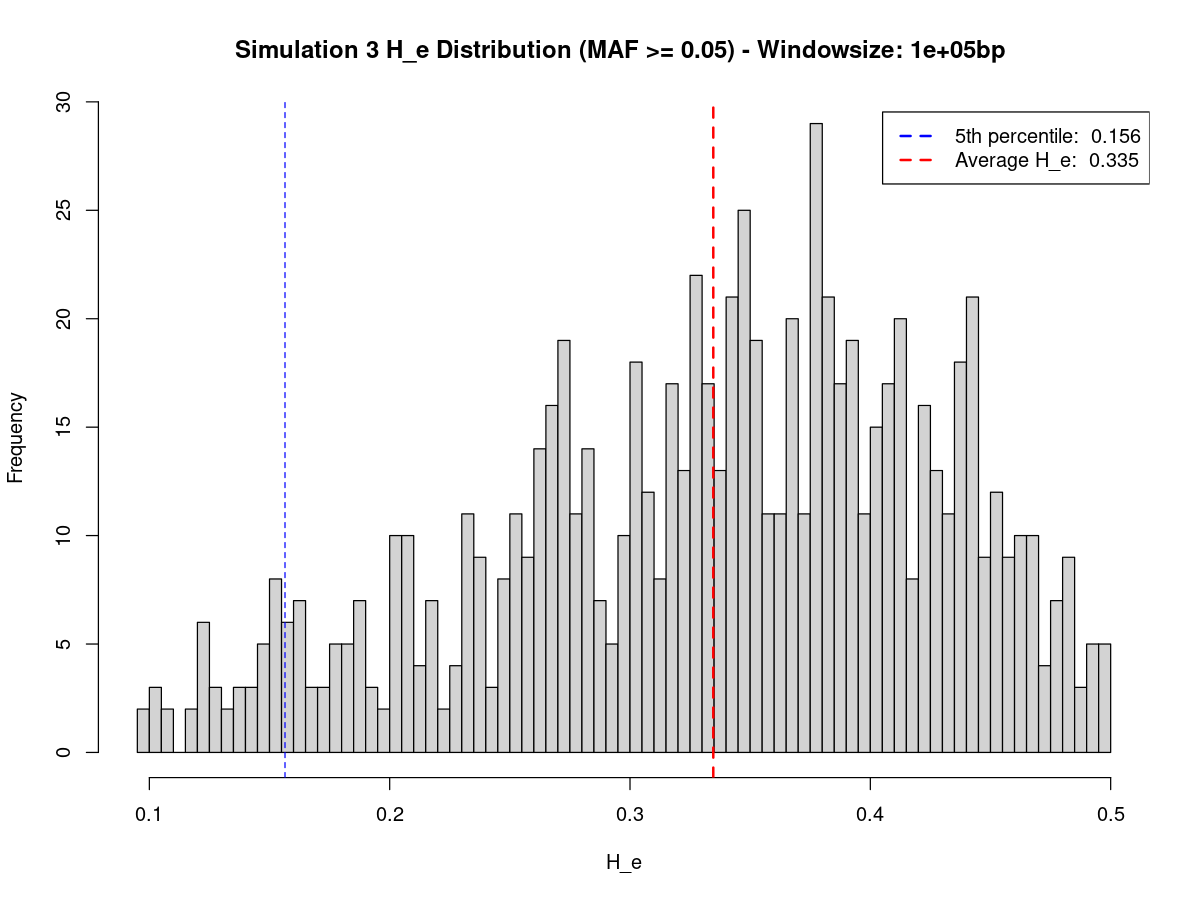 Simulation 3 H_e Distribution (MAF >= 0.05) - Windowsize: 1e+05bp
5th percentile: 0.156
Average H_e: 0.335
Frequency
30
25
20
15
10
5
0
0.1 0.2 0.3 0.4 0.5
H_e